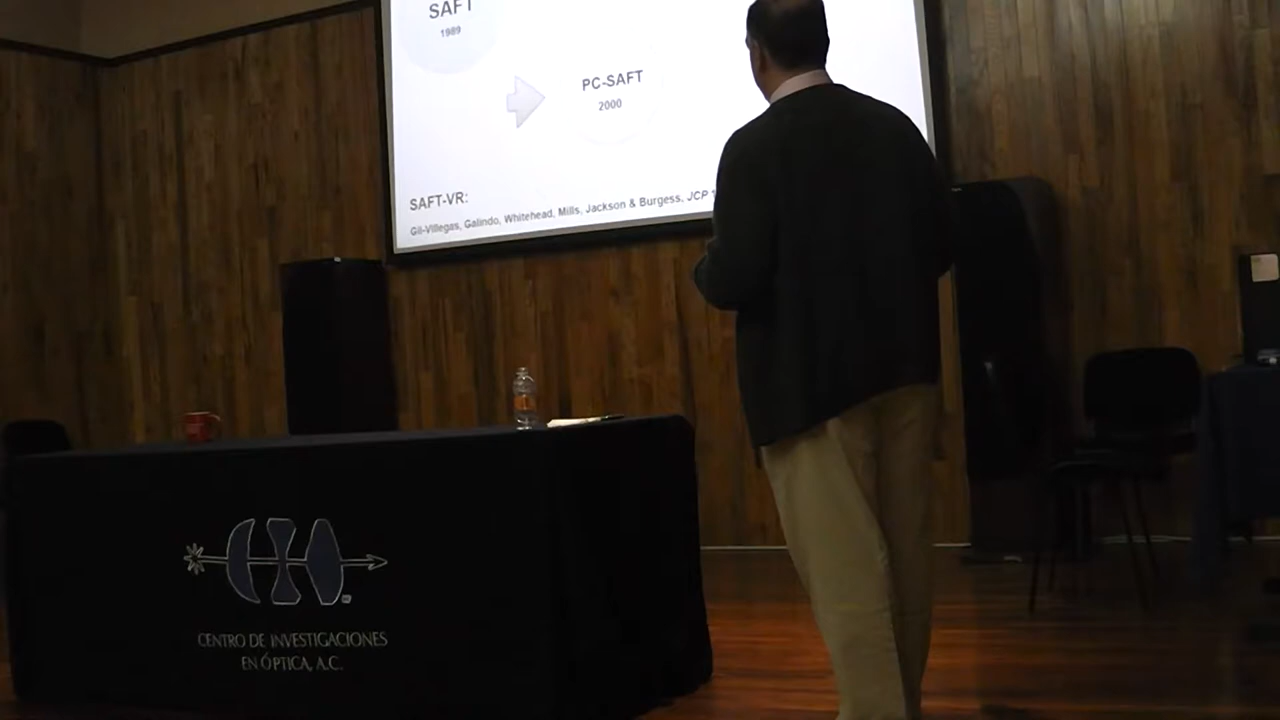 SAFT
1989
PC-SAFT
2000
SAFT-VR:
Gil-Villegas, Galindo, Whitehead, Mills, Jackson & Burgess, JCP
CENTRO DE INVESTIGACIONES
EN ÓPTICA, A.C.